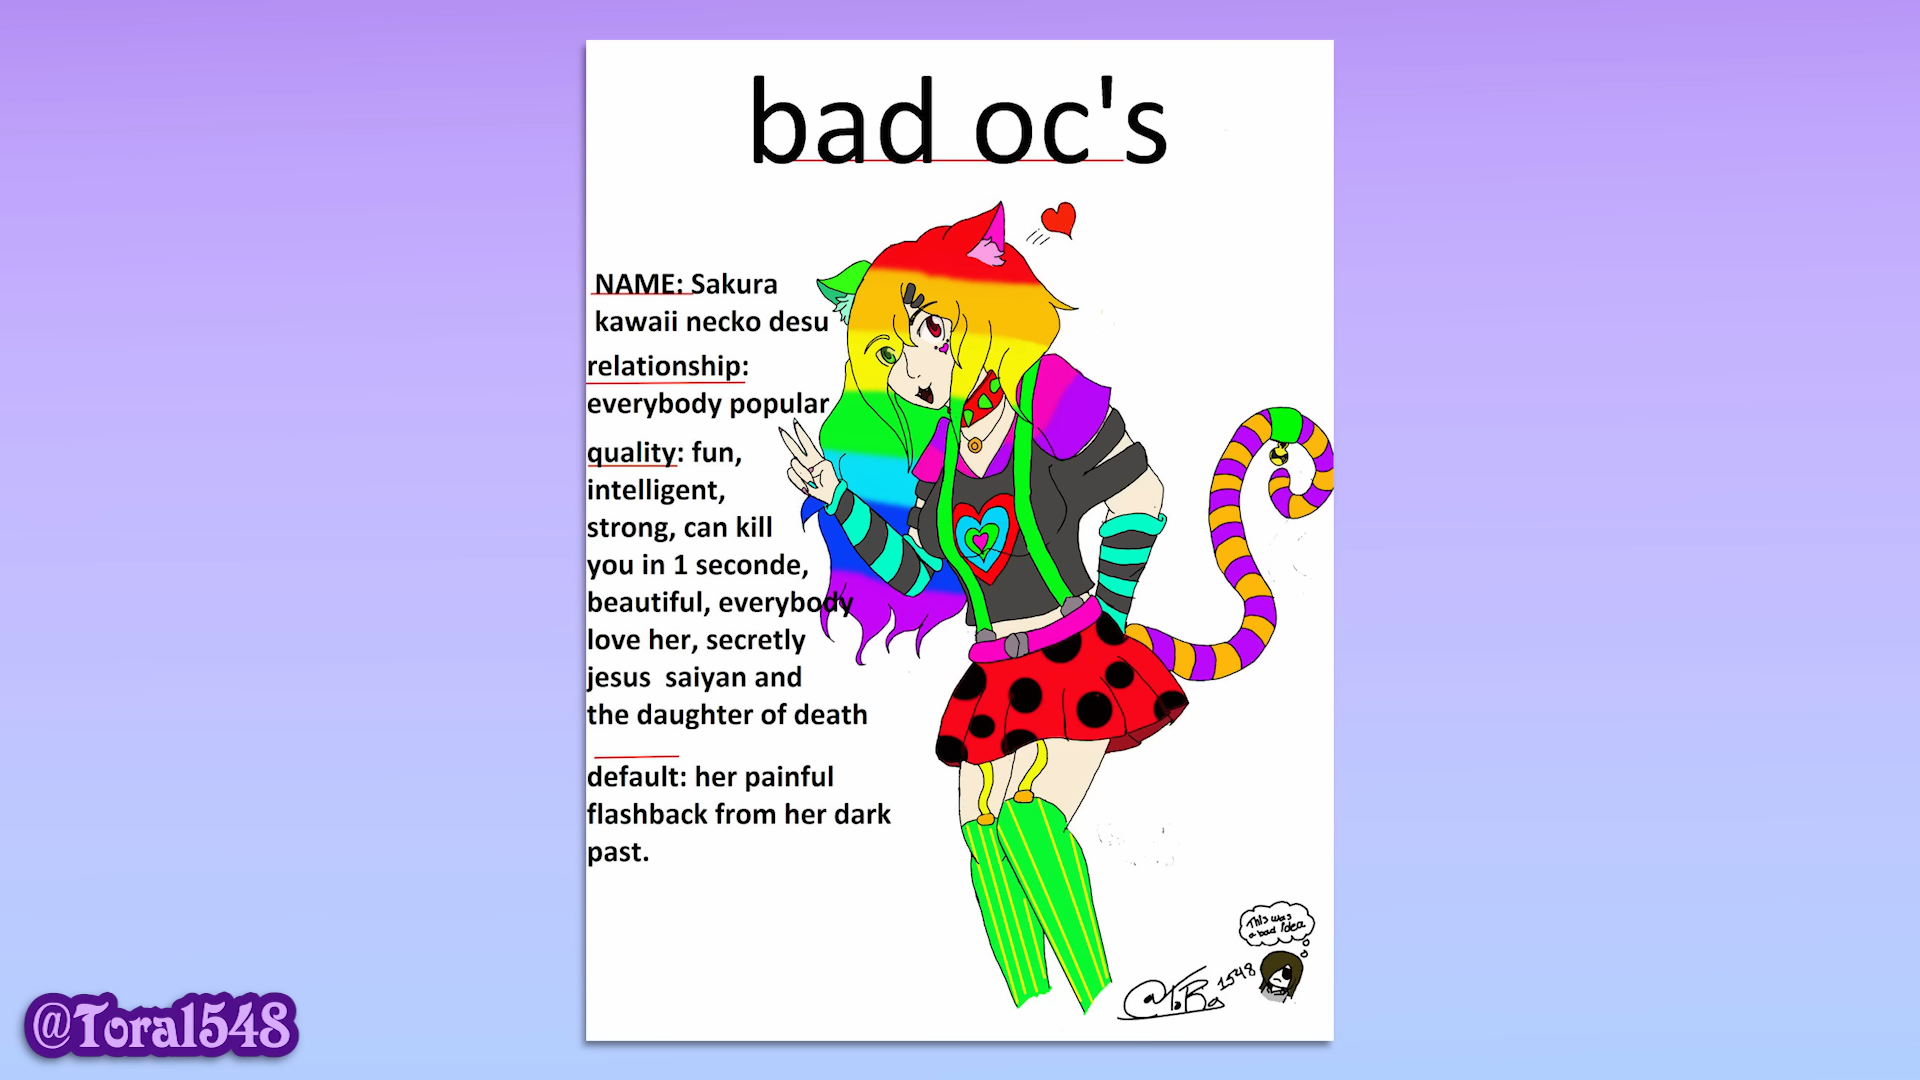 bad oc's
NAME: Sakura
kawaii necko desu
relationship:
everybody popular
quality: fun,
intelligent,
strong, can kill
you in 1 seconde,
beautiful, everybody
love her, secretly
jesus saiyan and
the daughter of death
default: her painful
flashback from her dark
past.
This was
a bad idea
@ToRa 1548
@Tora1548